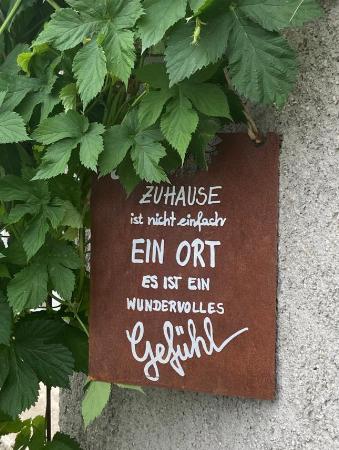 ZUHAUSE
ist nicht einfach
EIN ORT
ES IST EIN
WUNDERVOLLES
Gefühl